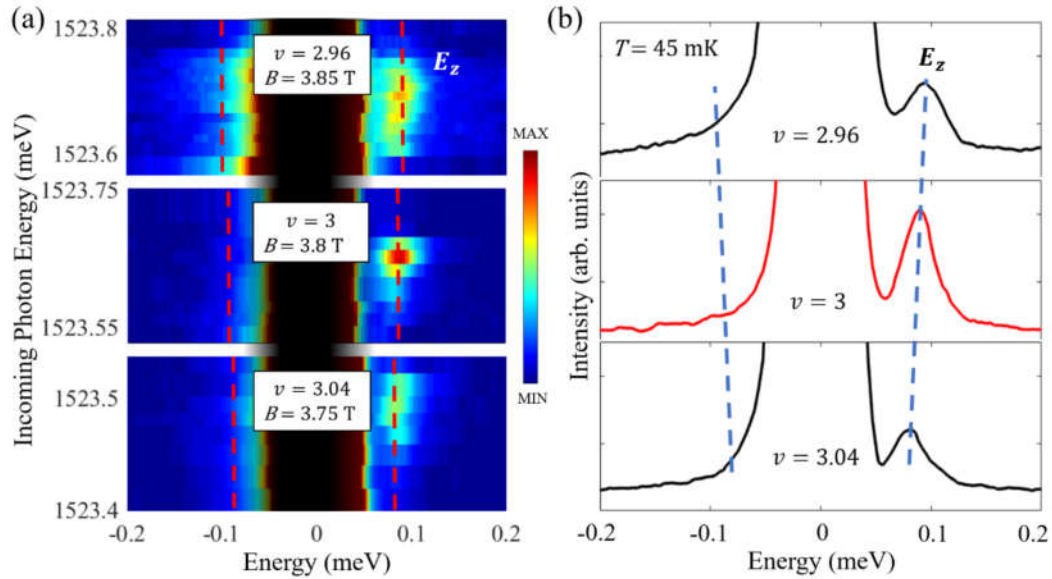 (a)
1523.8
1523.6
1523.75
1523.55
1523.5
1523.4
Incoming Photon Energy (meV)
v = 2.96
B = 3.85 T
E_z
v = 3
B = 3.8 T
v = 3.04
B = 3.75 T
MAX
MIN
-0.2 -0.1 0 0.1 0.2
Energy (meV)
(b)
T = 45 mK
E_z
v = 2.96
v = 3
v = 3.04
Intensity (arb. units)
-0.2 -0.1 0 0.1 0.2
Energy (meV)